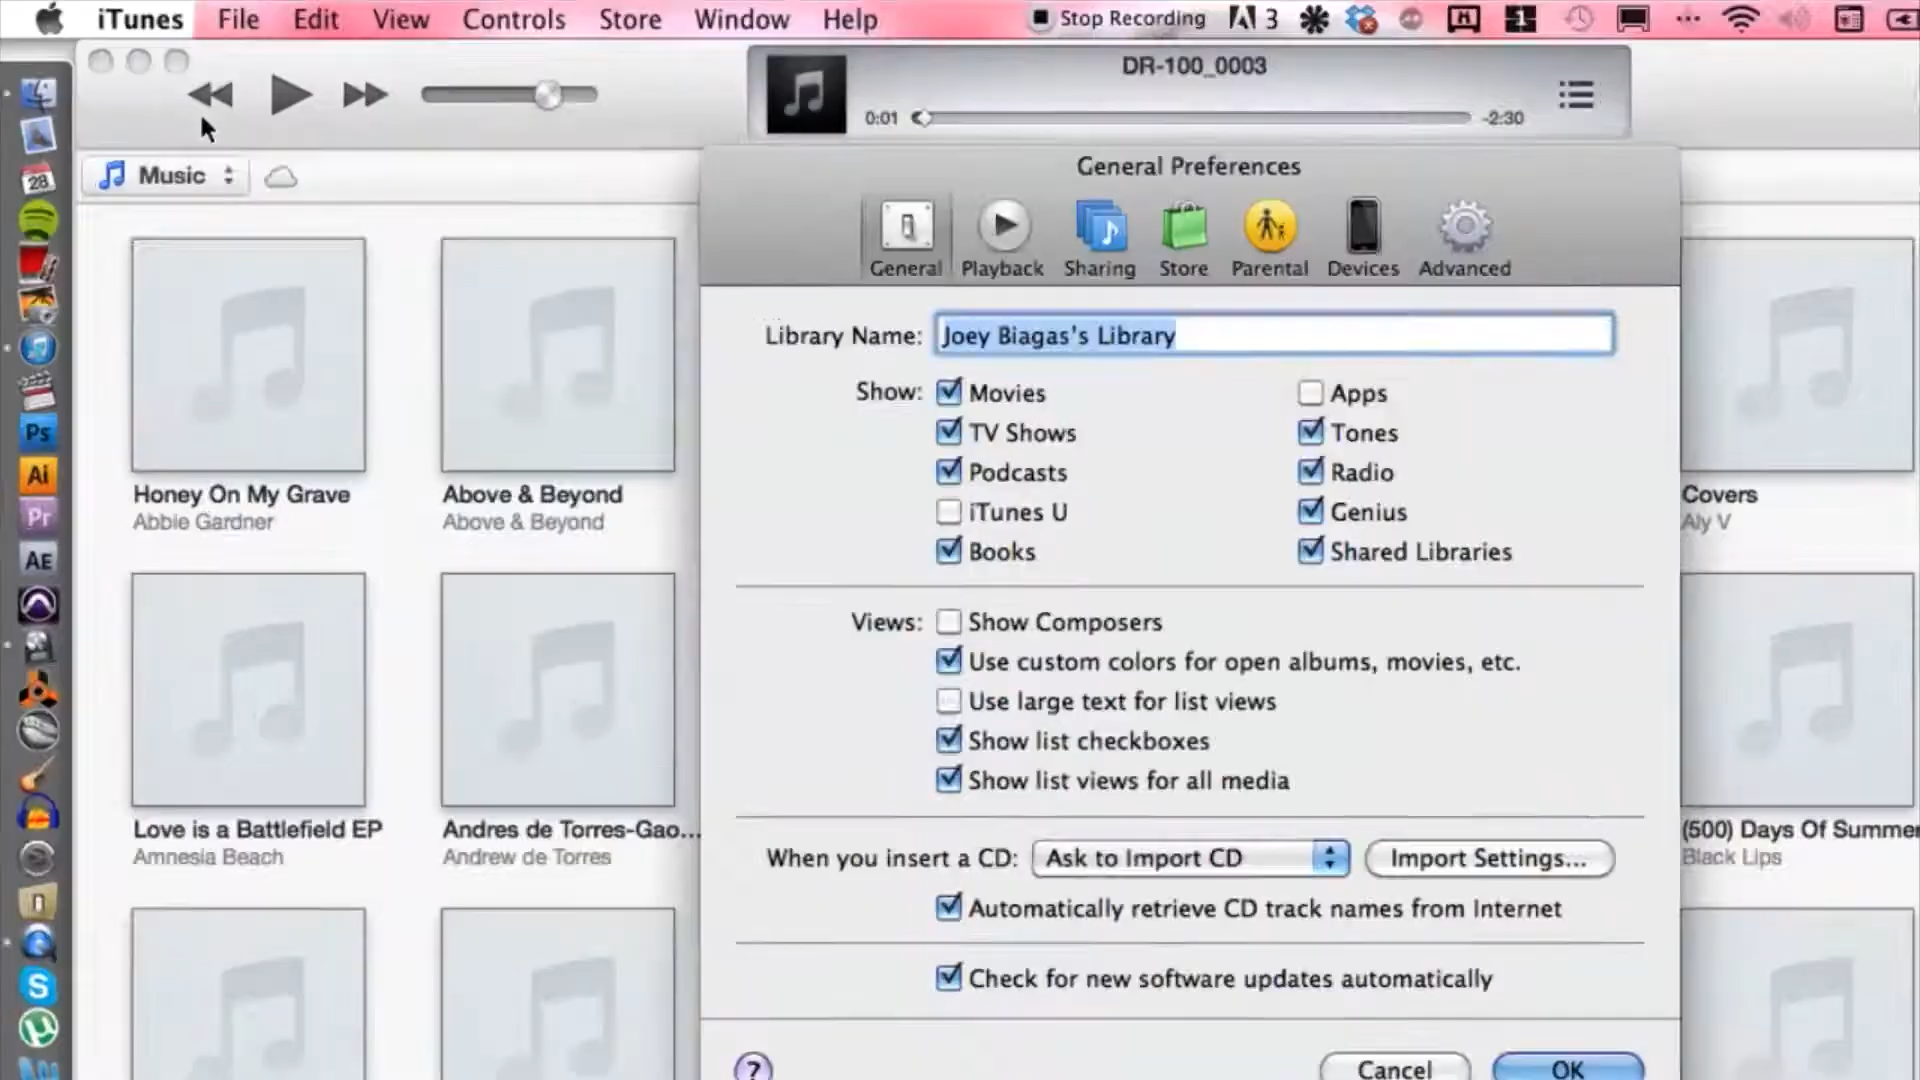 iTunes File Edit View Controls Store Window Help
Stop Recording 3 1
DR-100_0003
0:01 -2:30
Music
28
Ps
Ai
Pr
AE
S
General Preferences
General Playback Sharing Store Parental Devices Advanced
Library Name: Joey Biagas's Library
Show: Movies Apps
TV Shows Tones
Podcasts Radio
iTunes U Genius
Books Shared Libraries
Views: Show Composers
Use custom colors for open albums, movies, etc.
Use large text for list views
Show list checkboxes
Show list views for all media
When you insert a CD: Ask to Import CD Import Settings...
Automatically retrieve CD track names from Internet
Check for new software updates automatically
? Cancel OK
Honey On My Grave
Abbie Gardner
Above & Beyond
Above & Beyond
Covers
Aly V
Love is a Battlefield EP
Amnesia Beach
Andres de Torres-Gao...
Andrew de Torres
(500) Days Of Summer
Black Lips